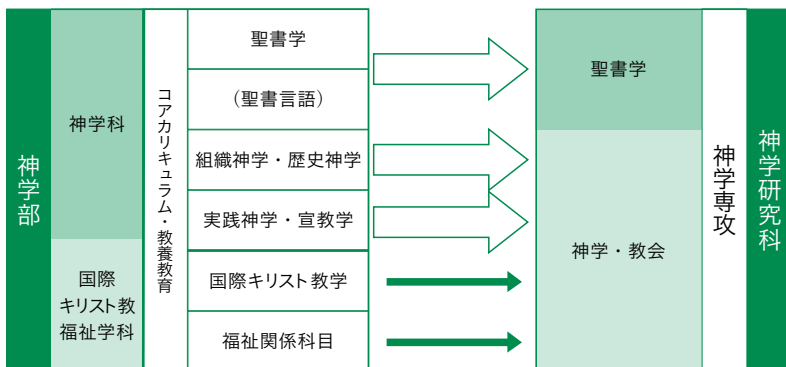 神学部
神学科
国際
キリスト教
福祉学科
コアカリキュラム・教養教育
聖書学
(聖書言語)
組織神学・歴史神学
実践神学・宣教学
国際キリスト教学
福祉関係科目
聖書学
神学・教会
神学専攻
神学研究科